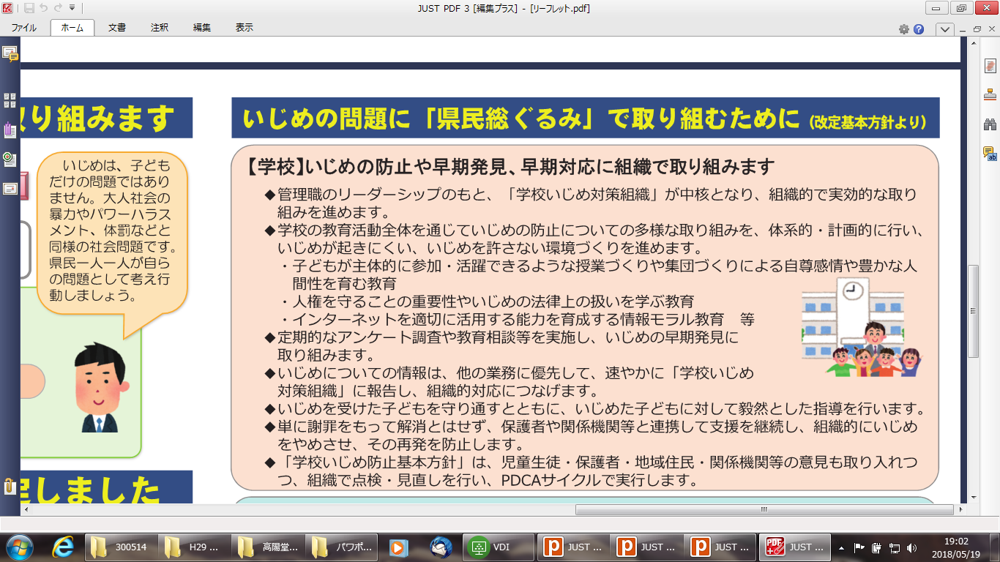 JUST PDF 3 [編集プラス] - [リーフレット.pdf]
ファイル ホーム 文書 注釈 編集 表示
り組みます
いじめは、子ども
だけの問題ではあり
ません。大人社会の
暴力やパワーハラス
メント、体罰などと
同様の社会問題です。
県民一人一人が自ら
の問題として考え行
動しましょう。
しました
いじめの問題に「県民総ぐるみ」で取り組むために (改定基本方針より)
【学校】いじめの防止や早期発見、早期対応に組織で取り組みます
◆管理職のリーダーシップのもと、「学校いじめ対策組織」が中核となり、組織的で実効的な取り
組みを進めます。
◆学校の教育活動全体を通じていじめの防止についての多様な取り組みを、体系的・計画的に行い、
いじめが起きにくい、いじめを許さない環境づくりを進めます。
・子どもが主体的に参加・活躍できるような授業づくりや集団づくりによる自尊感情や豊かな人
間性を育む教育
・人権を守ることの重要性やいじめの法律上の扱いを学ぶ教育
・インターネットを適切に活用する能力を育成する情報モラル教育 等
◆定期的なアンケート調査や教育相談等を実施し、いじめの早期発見に
取り組みます。
◆いじめについての情報は、他の業務に優先して、速やかに「学校いじめ
対策組織」に報告し、組織的対応につなげます。
◆いじめを受けた子どもを守り通すとともに、いじめた子どもに対して毅然とした指導を行います。
◆単に謝罪をもって解消とはせず、保護者や関係機関等と連携して支援を継続し、組織的にいじめ
をやめさせ、その再発を防止します。
◆「学校いじめ防止基本方針」は、児童生徒・保護者・地域住民・関係機関等の意見も取り入れつ
つ、組織で点検・見直しを行い、PDCAサイクルで実行します。
300514 H29 ... 高陽堂... パワポ... VDI JUST ... JUST ... JUST ... JUST ... 19:02
2018/05/19